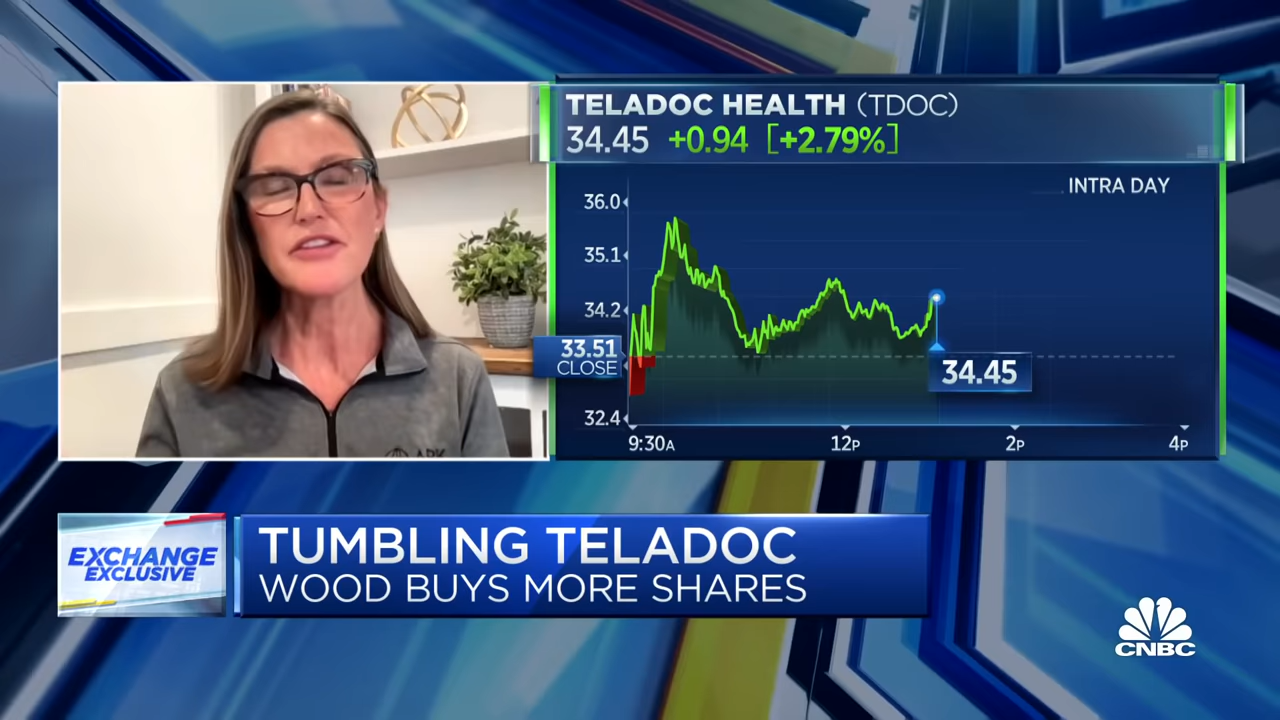 TELADOC HEALTH (TDOC)
34.45 +0.94 [+2.79%]
INTRA DAY
36.0
35.1
34.2
33.51
CLOSE
32.4
34.45
9:30A
12P
2P
4P
EXCHANGE
EXCLUSIVE
TUMBLING TELADOC
WOOD BUYS MORE SHARES
CNBC